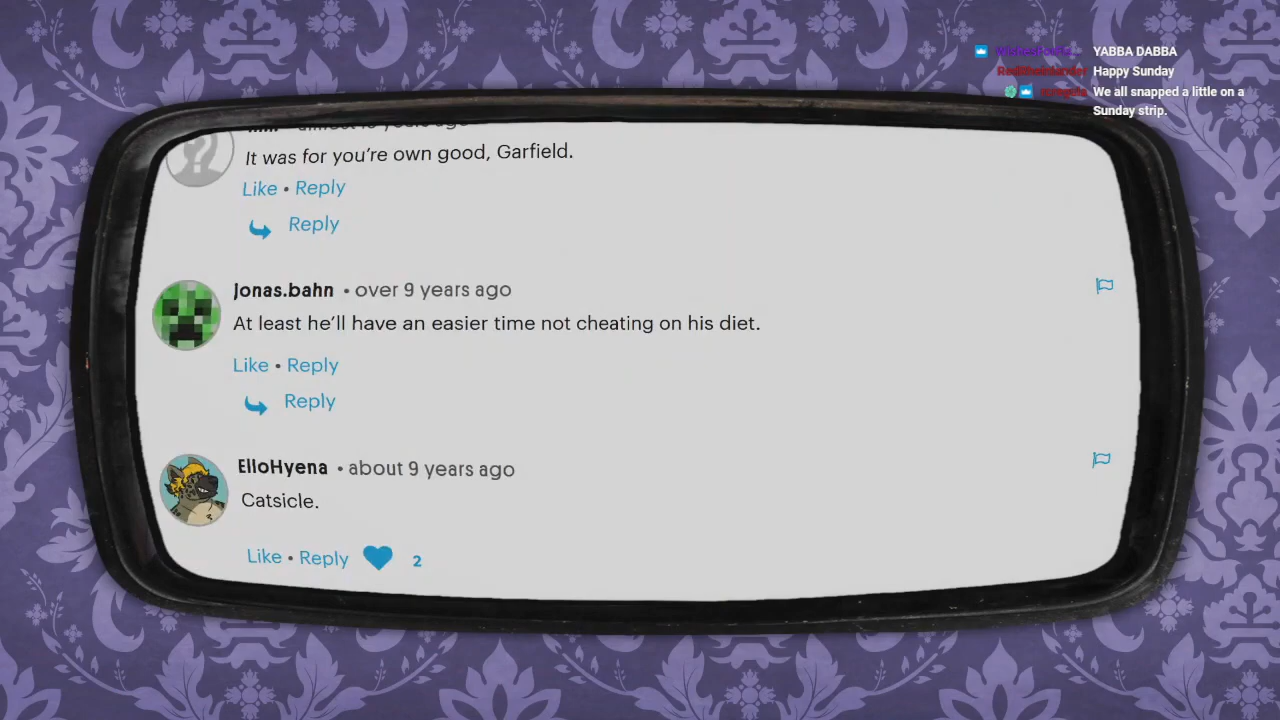 YABBA DABBA
Happy Sunday
We all snapped a little on a
Sunday strip.
It was for you're own good, Garfield.
Like • Reply
Reply
jonas.bahn • over 9 years ago
At least he'll have an easier time not cheating on his diet.
Like • Reply
Reply
ElloHyena • about 9 years ago
Catsicle.
Like • Reply 2